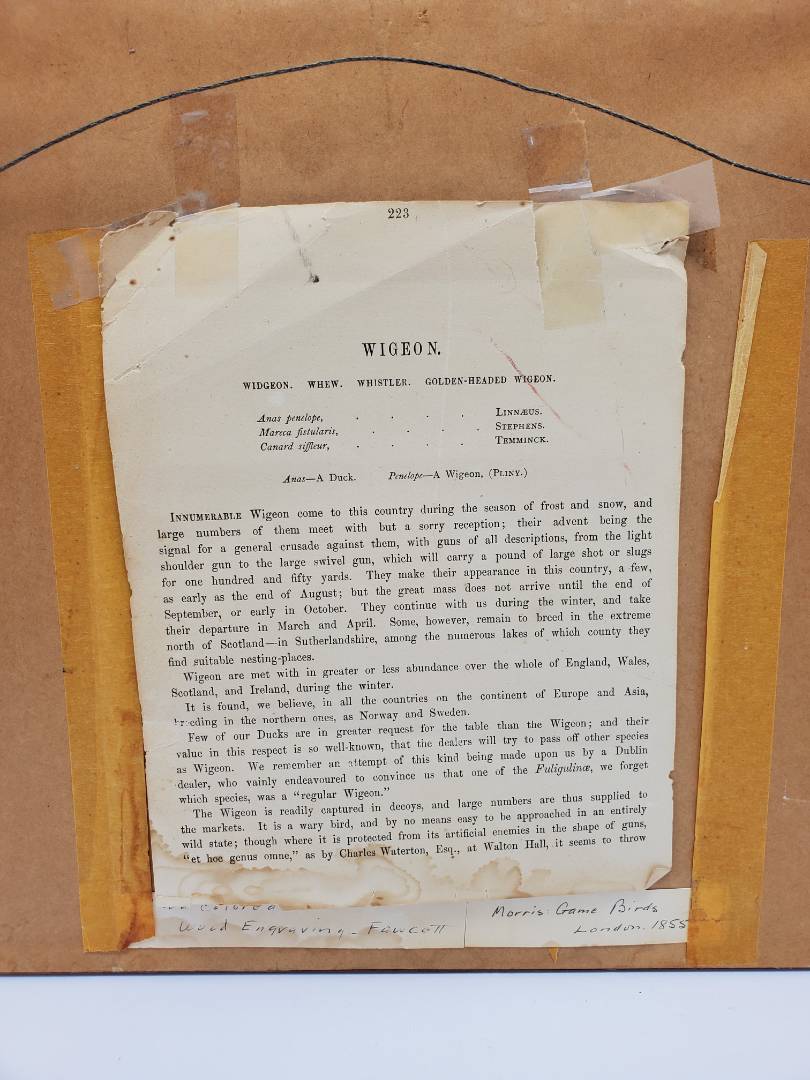 223
WIGEON.
WIDGEON. WHEW. WHISTLER. GOLDEN-HEADED WIGEON.
Anas penelope, . . . . LINNÆUS.
Mareca fistularis, . . . . STEPHENS.
Canard siffleur, . . . . TEMMINCK.
Anas—A Duck. Penelope—A Wigeon, (PLINY.)
INNUMERABLE Wigeon come to this country during the season of frost and snow, and
large numbers of them meet with but a sorry reception; their advent being the
signal for a general crusade against them, with guns of all descriptions, from the light
shoulder gun to the large swivel gun, which will carry a pound of large shot or slugs
for one hundred and fifty yards. They make their appearance in this country, a few,
as early as the end of August; but the great mass does not arrive until the end of
September, or early in October. They continue with us during the winter, and take
their departure in March and April. Some, however, remain to breed in the extreme
north of Scotland—in Sutherlandshire, among the numerous lakes of which county they
find suitable nesting-places.
Wigeon are met with in greater or less abundance over the whole of England, Wales,
Scotland, and Ireland, during the winter.
It is found, we believe, in all the countries on the continent of Europe and Asia,
breeding in the northern ones, as Norway and Sweden.
Few of our Ducks are in greater request for the table than the Wigeon; and their
value in this respect is so well-known, that the dealers will try to pass off other species
as Wigeon. We remember an attempt of this kind being made upon us by a Dublin
dealer, who vainly endeavoured to convince us that one of the Fuligulinæ, we forget
which species, was a "regular Wigeon."
The Wigeon is readily captured in decoys, and large numbers are thus supplied to
the markets. It is a wary bird, and by no means easy to be approached in an entirely
wild state; though where it is protected from its artificial enemies in the shape of guns,
"et hoc genus omne," as by Charles Waterton, Esq., at Walton Hall, it seems to throw
Colored
Wood Engraving - Fawcett
Morris: Game Birds
London. 1855